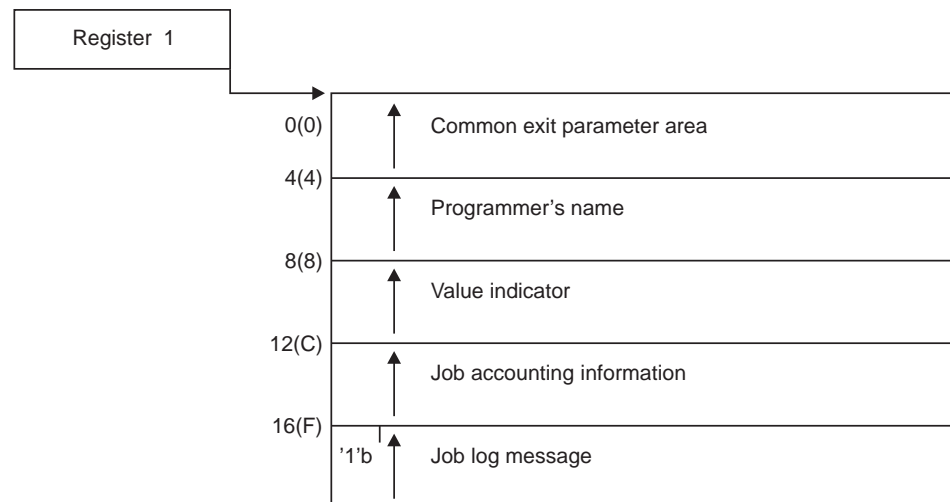 Register 1
0(0) Common exit parameter area
4(4)
Programmer's name
8(8)
Value indicator
12(C)
Job accounting information
16(F)
’1’b Job log message